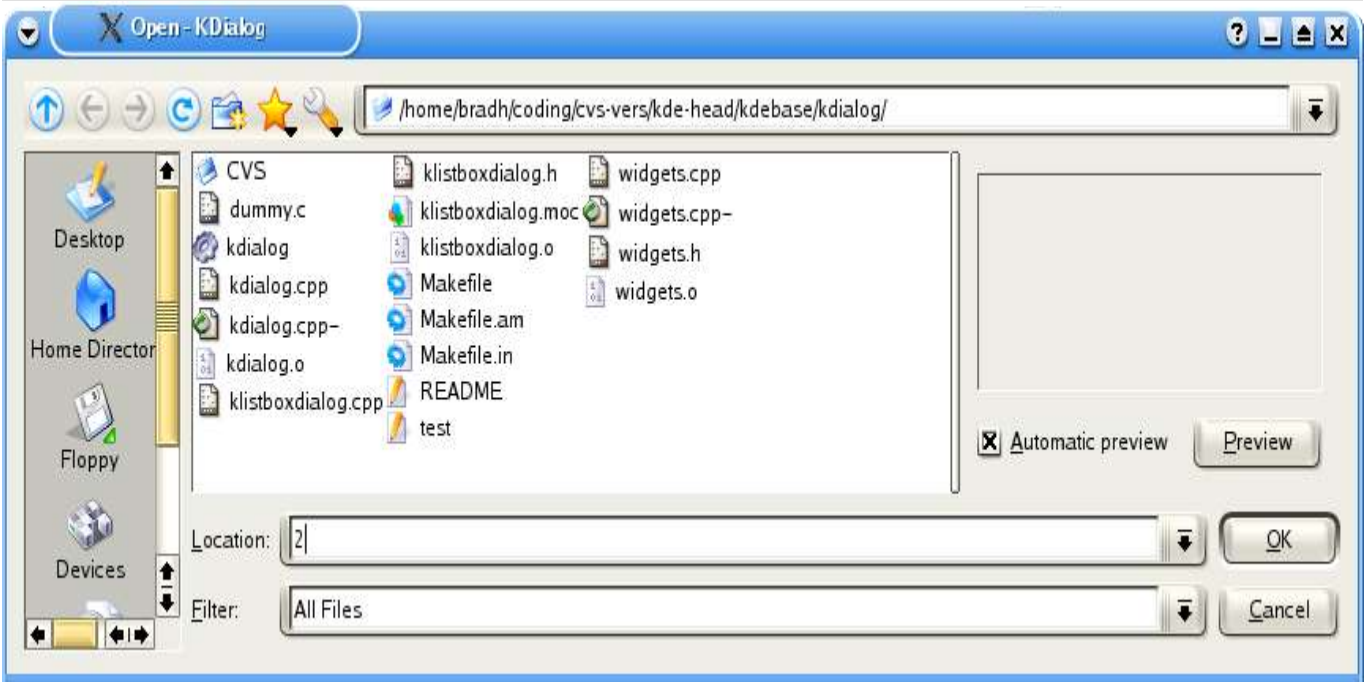 Open - KDialog
/home/bradh/coding/cvs-vers/kde-head/kdebase/kdialog/
Desktop
Home Director
Floppy
Devices
CVS
dummy.c
kdialog
kdialog.cpp
kdialog.cpp~
kdialog.o
klistboxdialog.cpp
klistboxdialog.h
klistboxdialog.moc
klistboxdialog.o
Makefile
Makefile.am
Makefile.in
README
test
widgets.cpp
widgets.cpp~
widgets.h
widgets.o
Automatic preview
Preview
Location: 2
OK
Filter: All Files
Cancel